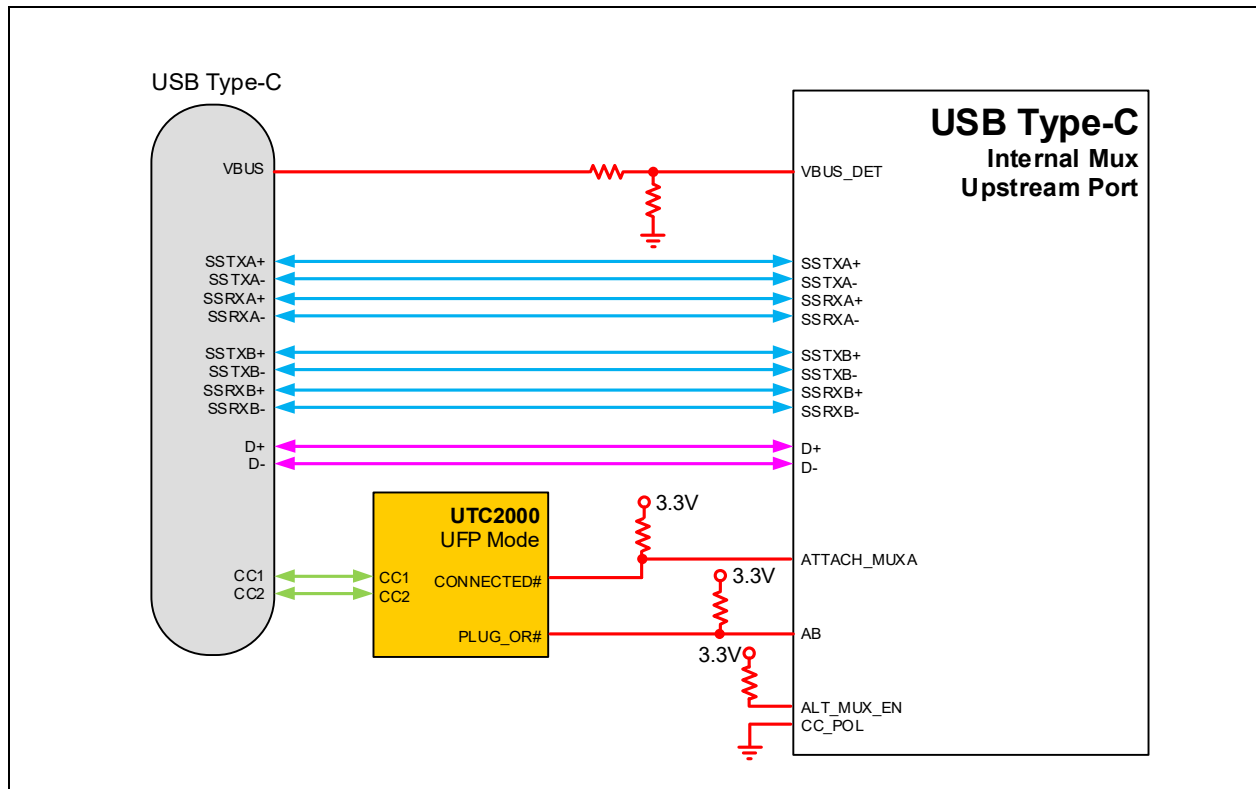 USB Type-C
VBUS
SSTXA+
SSTXA-
SSRXA+
SSRXA-
SSTXB+
SSTXB-
SSRXB+
SSRXB-
D+
D-
CC1
CC2
UTC2000
UFP Mode
CC1
CC2
CONNECTED#
PLUG_OR#
3.3V
3.3V
3.3V
USB Type-C
Internal Mux
Upstream Port
VBUS_DET
SSTXA+
SSTXA-
SSRXA+
SSRXA-
SSTXB+
SSTXB-
SSRXB+
SSRXB-
D+
D-
ATTACH_MUXA
AB
ALT_MUX_EN
CC_POL